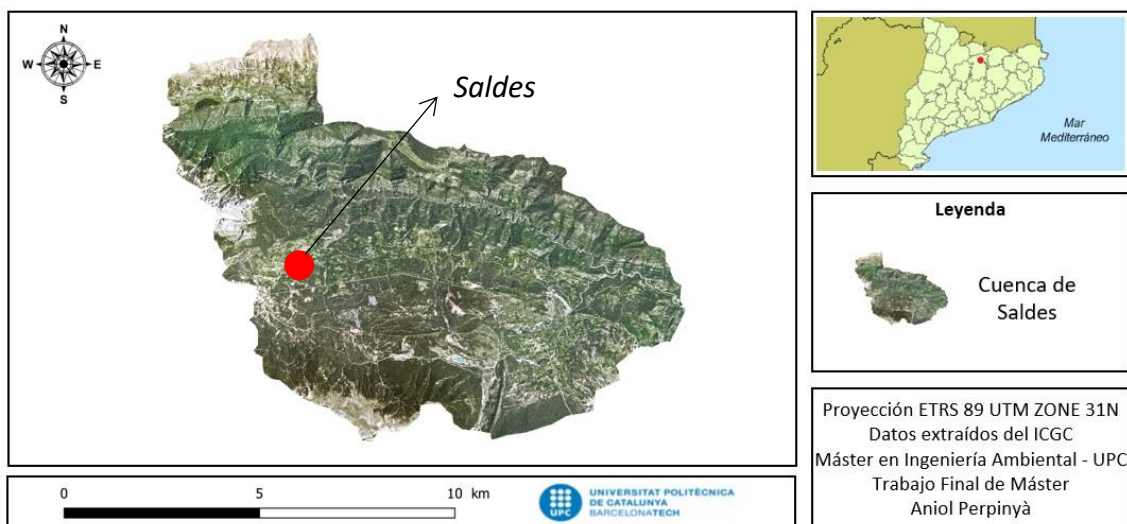 N
W
E
S
Saldes
Mar
Mediterráneo
Leyenda
Cuenca de
Saldes
Proyección ETRS 89 UTM ZONE 31N
Datos extraídos del ICGC
Máster en Ingeniería Ambiental - UPC
Trabajo Final de Máster
Aniol Perpinyà
0
5
10 km
UPC
UNIVERSITAT POLITÈCNICA
DE CATALUNYA
BARCELONATECH